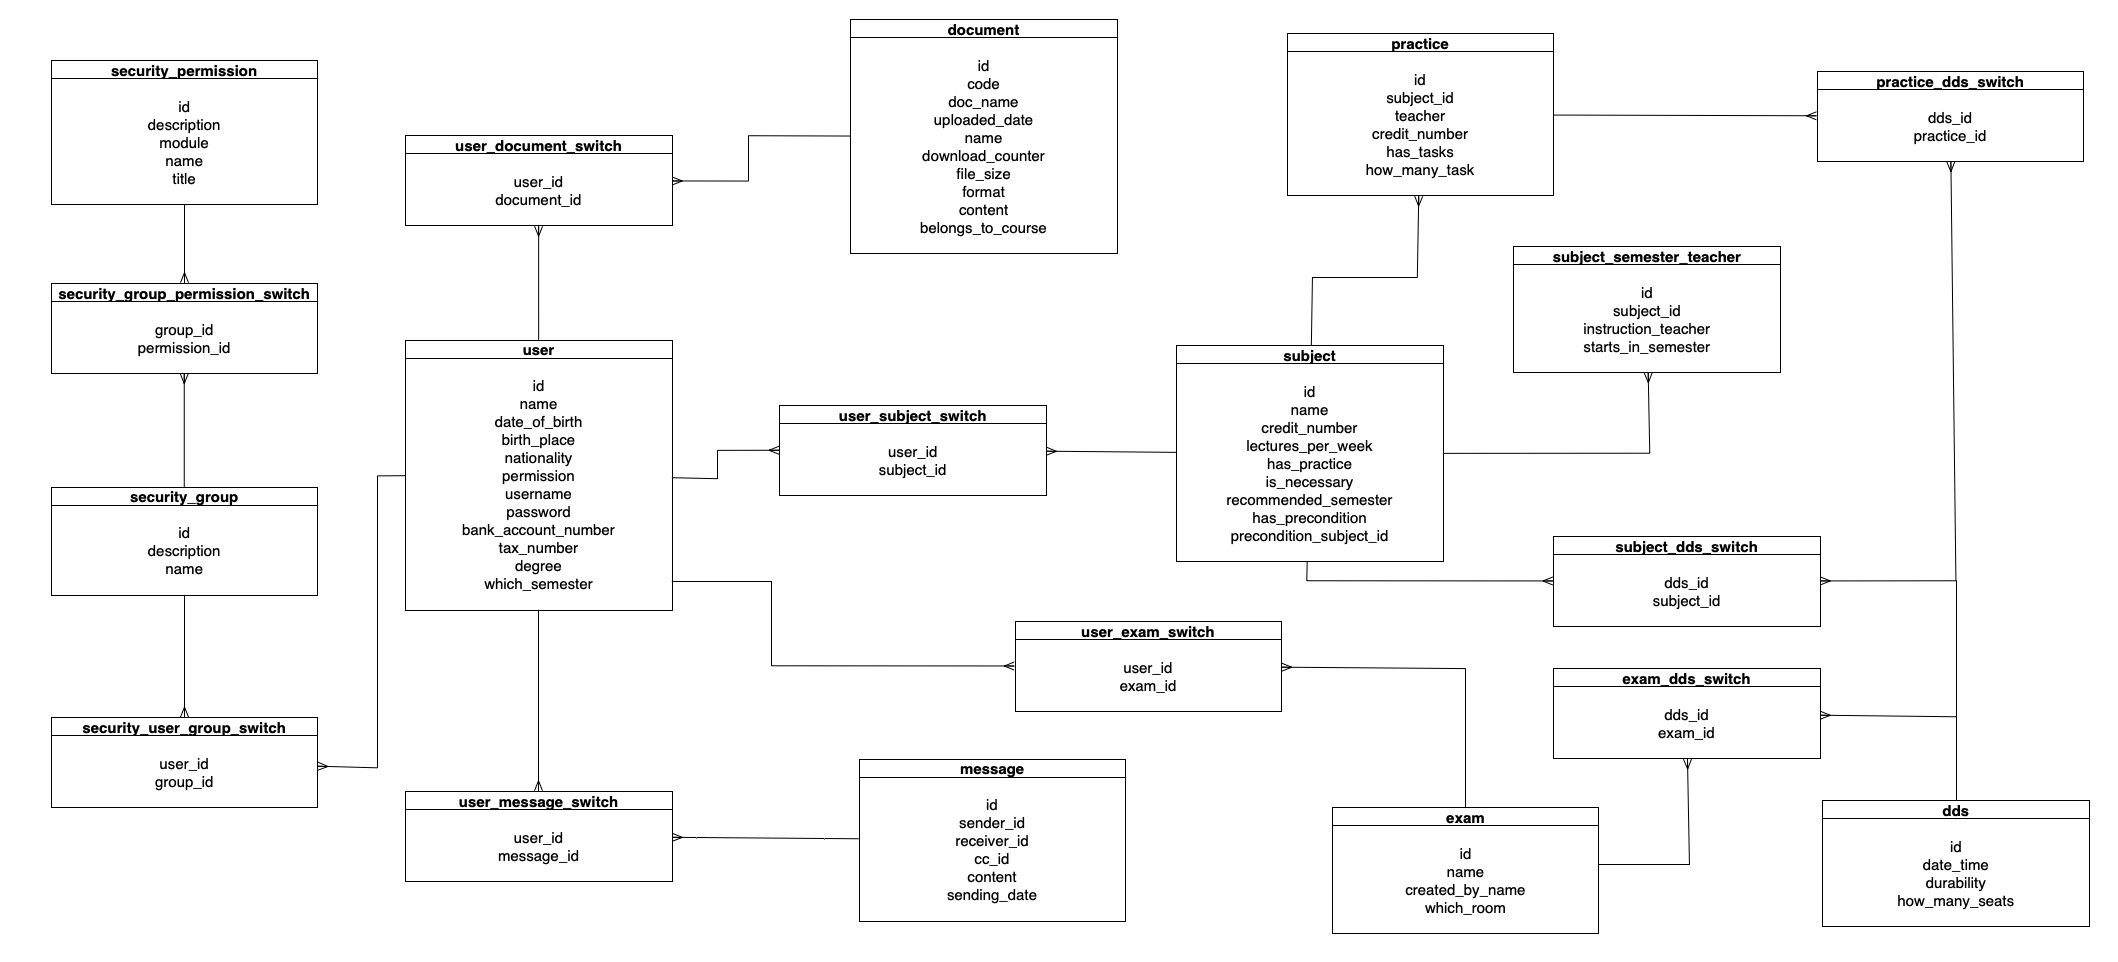 security_permission
id
description
module
name
title
security_group_permission_switch
group_id
permission_id
security_group
id
description
name
security_user_group_switch
user_id
group_id
user_document_switch
user_id
document_id
user
id
name
date_of_birth
birth_place
nationality
permission
username
password
bank_account_number
tax_number
degree
which_semester
user_message_switch
user_id
message_id
document
id
code
doc_name
uploaded_date
name
download_counter
file_size
format
content
belongs_to_course
user_subject_switch
user_id
subject_id
user_exam_switch
user_id
exam_id
message
id
sender_id
receiver_id
cc_id
content
sending_date
practice
id
subject_id
teacher
credit_number
has_tasks
how_many_task
subject
id
name
credit_number
lectures_per_week
has_practice
is_necessary
recommended_semester
has_precondition
precondition_subject_id
exam
id
name
created_by_name
which_room
practice_dds_switch
dds_id
practice_id
subject_semester_teacher
id
subject_id
instruction_teacher
starts_in_semester
subject_dds_switch
dds_id
subject_id
exam_dds_switch
dds_id
exam_id
dds
id
date_time
durability
how_many_seats